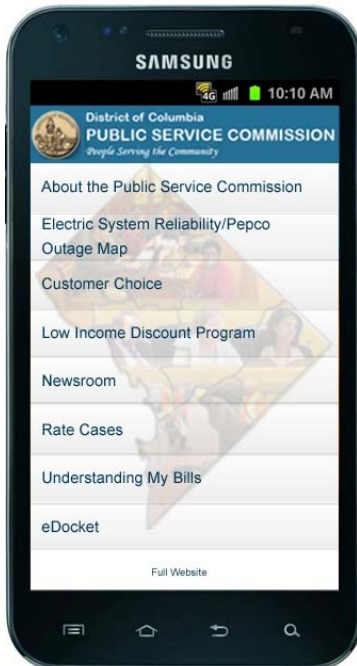 SAMSUNG
4G 10:10 AM
District of Columbia
PUBLIC SERVICE COMMISSION
People Serving the Community
About the Public Service Commission
Electric System Reliability/Pepco
Outage Map
Customer Choice
Low Income Discount Program
Newsroom
Rate Cases
Understanding My Bills
eDocket
Full Website